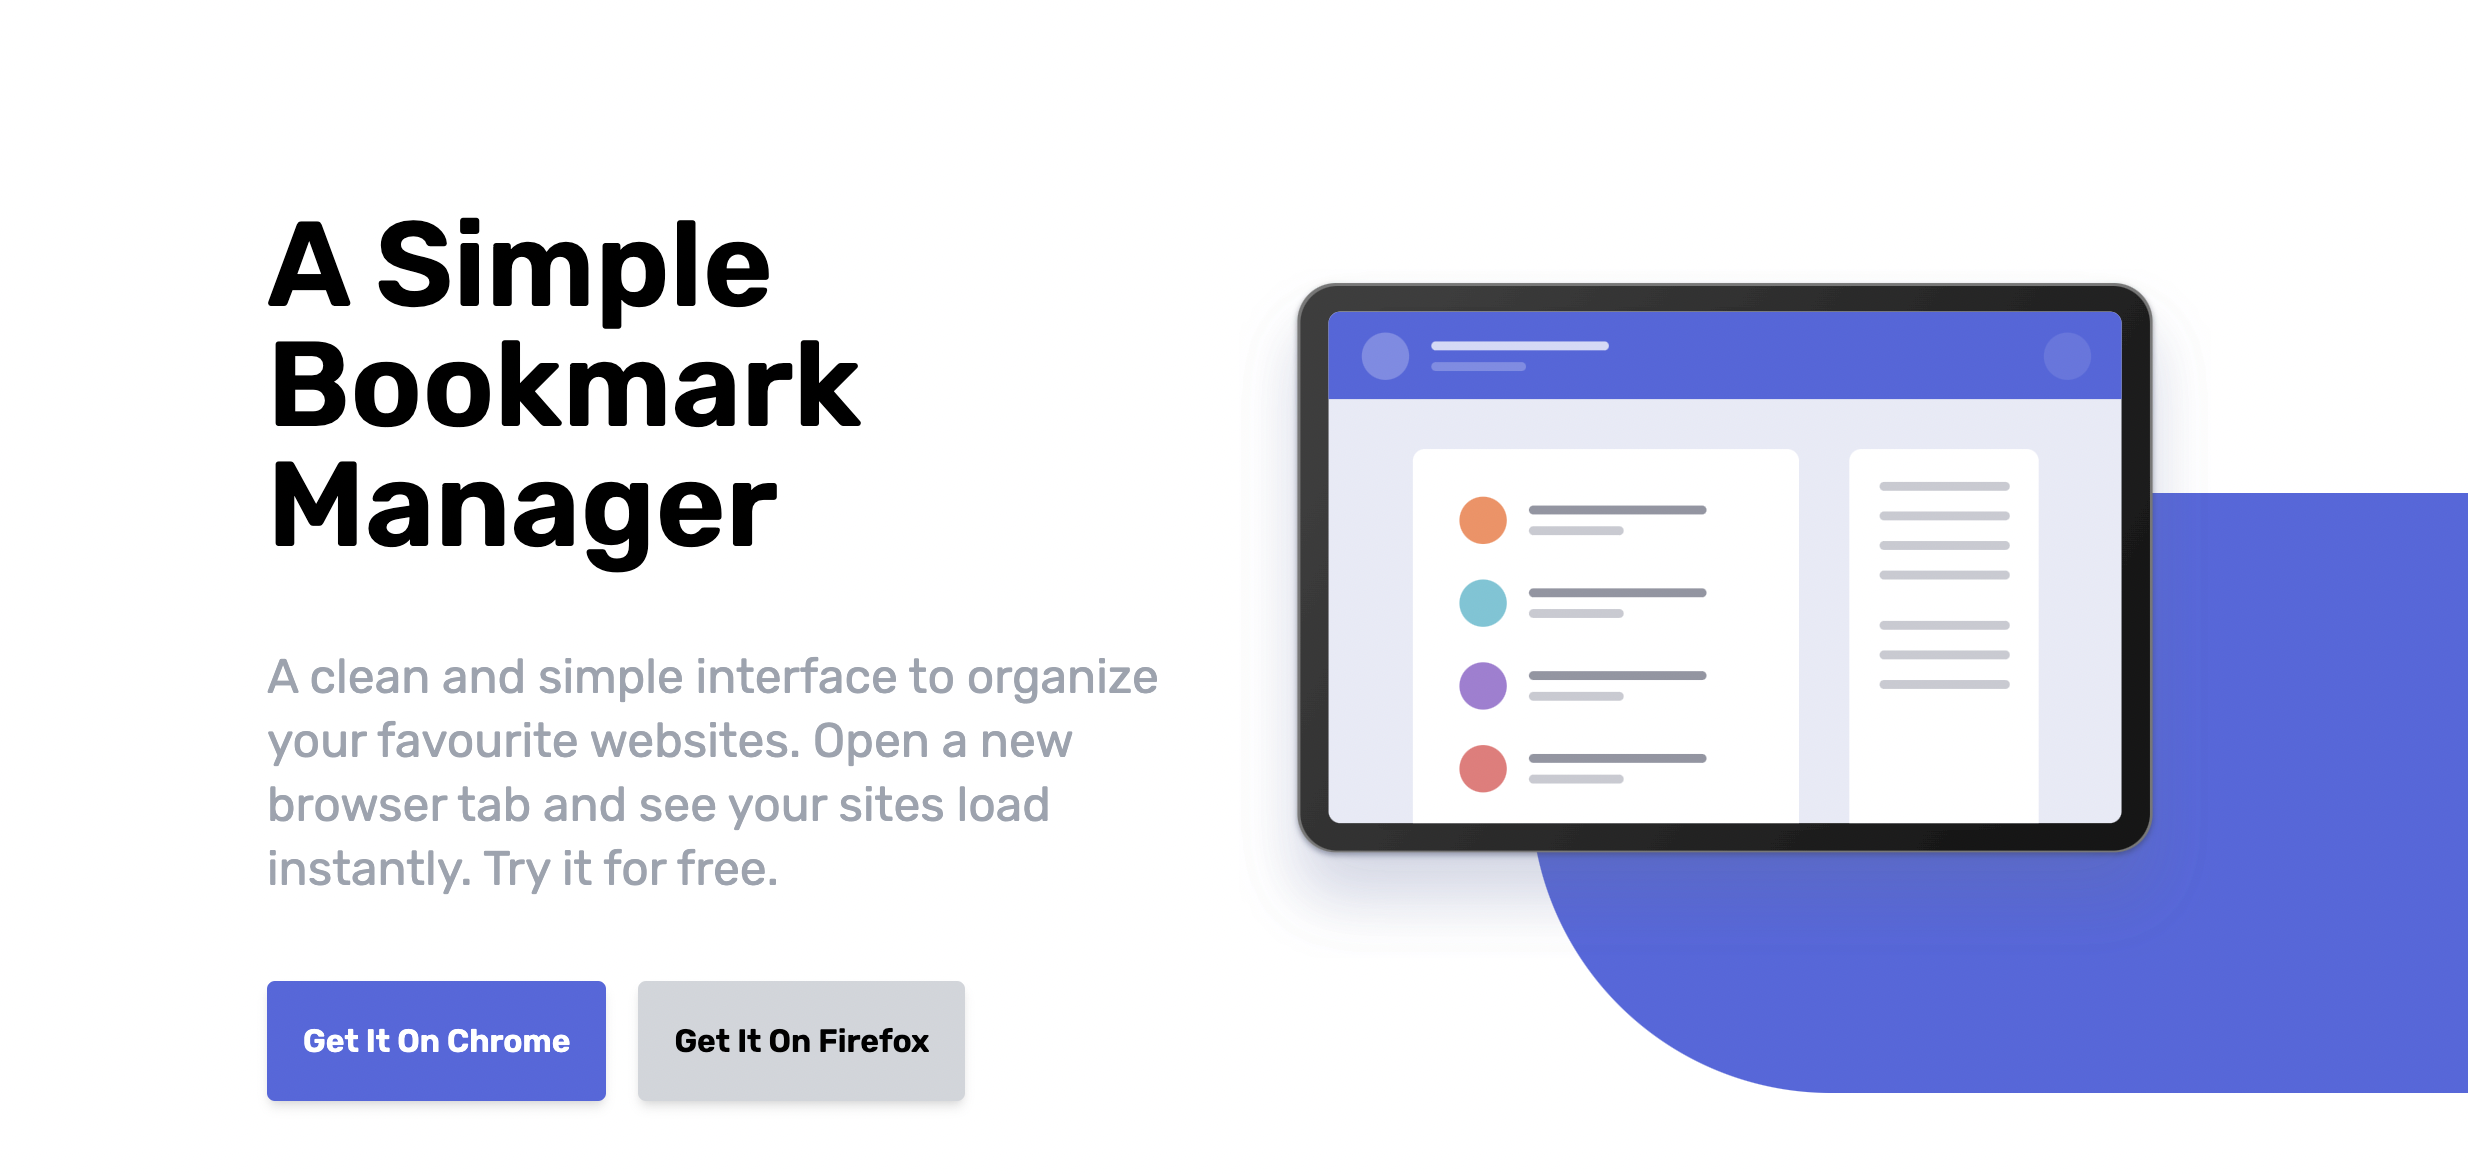 A Simple
Bookmark
Manager
A clean and simple interface to organize
your favourite websites. Open a new
browser tab and see your sites load
instantly. Try it for free.
Get It On Chrome
Get It On Firefox